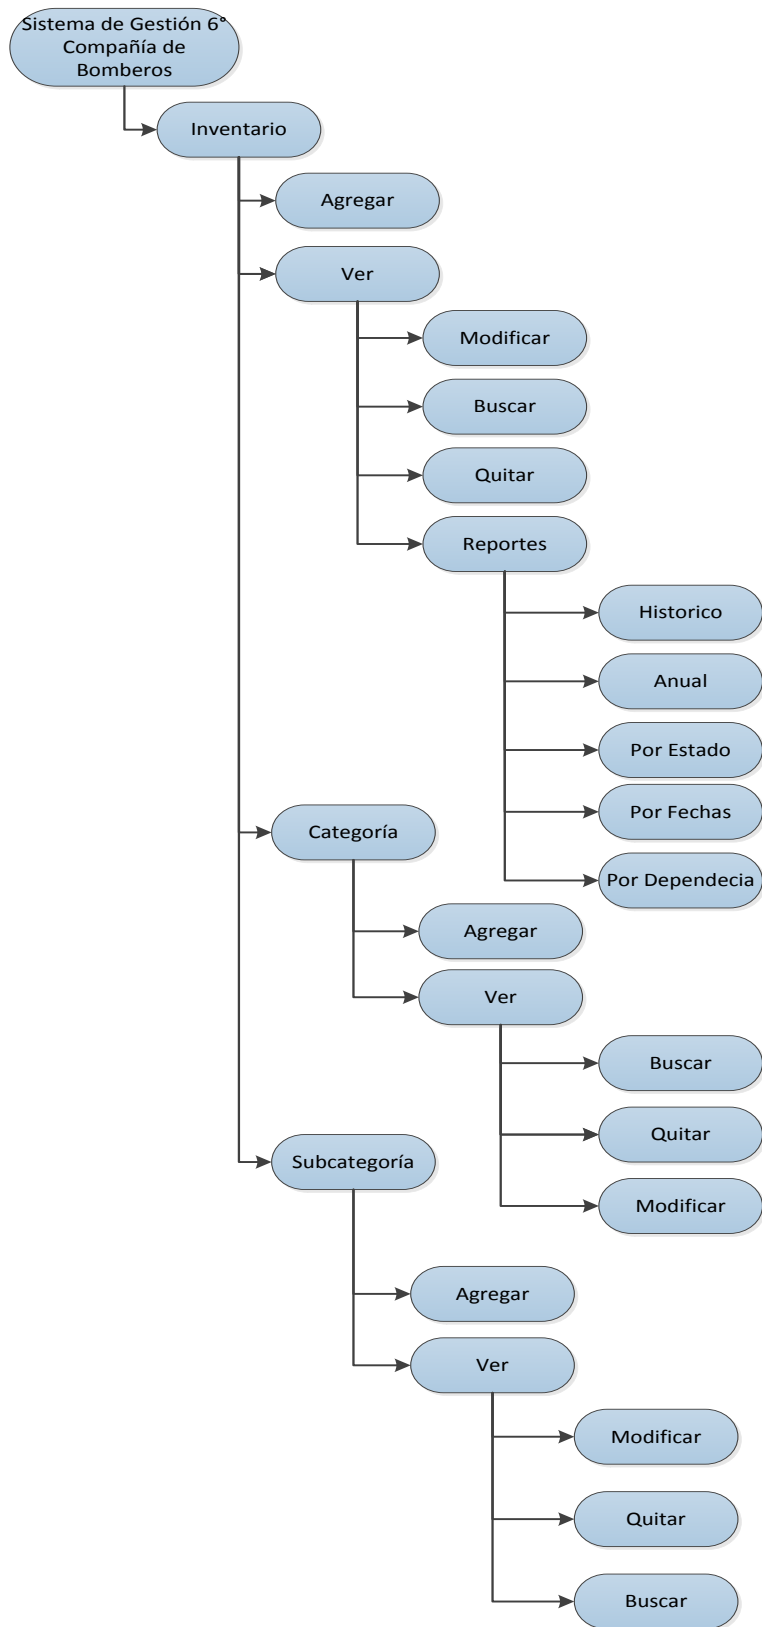 Sistema de Gestión 6°
Compañía de
Bomberos
Inventario
Agregar
Ver
Modificar
Buscar
Quitar
Reportes
Historico
Anual
Por Estado
Por Fechas
Por Dependecia
Categoría
Agregar
Ver
Buscar
Quitar
Modificar
Subcategoría
Agregar
Ver
Modificar
Quitar
Buscar